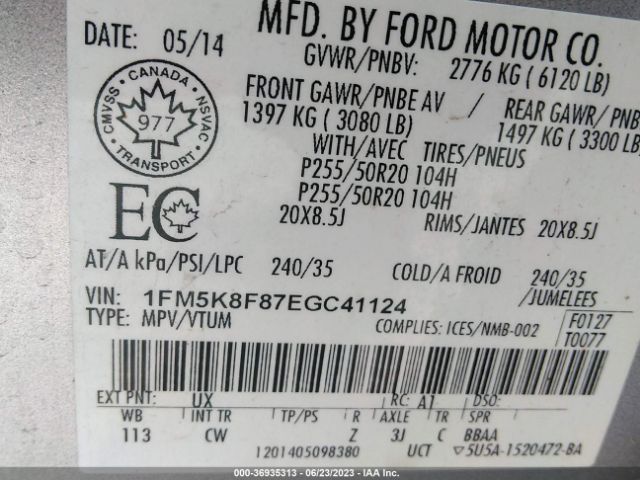 MFD. BY FORD MOTOR CO.
DATE: 05/14
GVWR/PNBV: 2776 KG ( 6120 LB)
CANADA
CMVSS NSVAC
977
TRANSPORT
FRONT GAWR/PNBE AV / REAR GAWR/ PNB
1397 KG ( 3080 LB) 1497 KG ( 3300 LB
WITH/AVEC TIRES/PNEUS
P255/50R20 104H
P255/50R20 104H
EC
20X8.5J RIMS/JANTES 20X8.5J
AT/A kPa/PSI/LPC 240/35 COLD/A FROID 240/35
/JUMELEES
VIN: 1FM5K8F87EGC41124
TYPE: MPV/VTUM COMPLIES: ICES/NMB-002 F0127
T0077
EXT PNT: UX RC: A1 DSO:
WB INT TR TP/PS R AXLE TR SPR
113 CW Z 3J C BBAA
1201405098380 UCT ▽5U5A-1520472-BA
© - 36935313 - 06/23/2023 - IAA Inc.